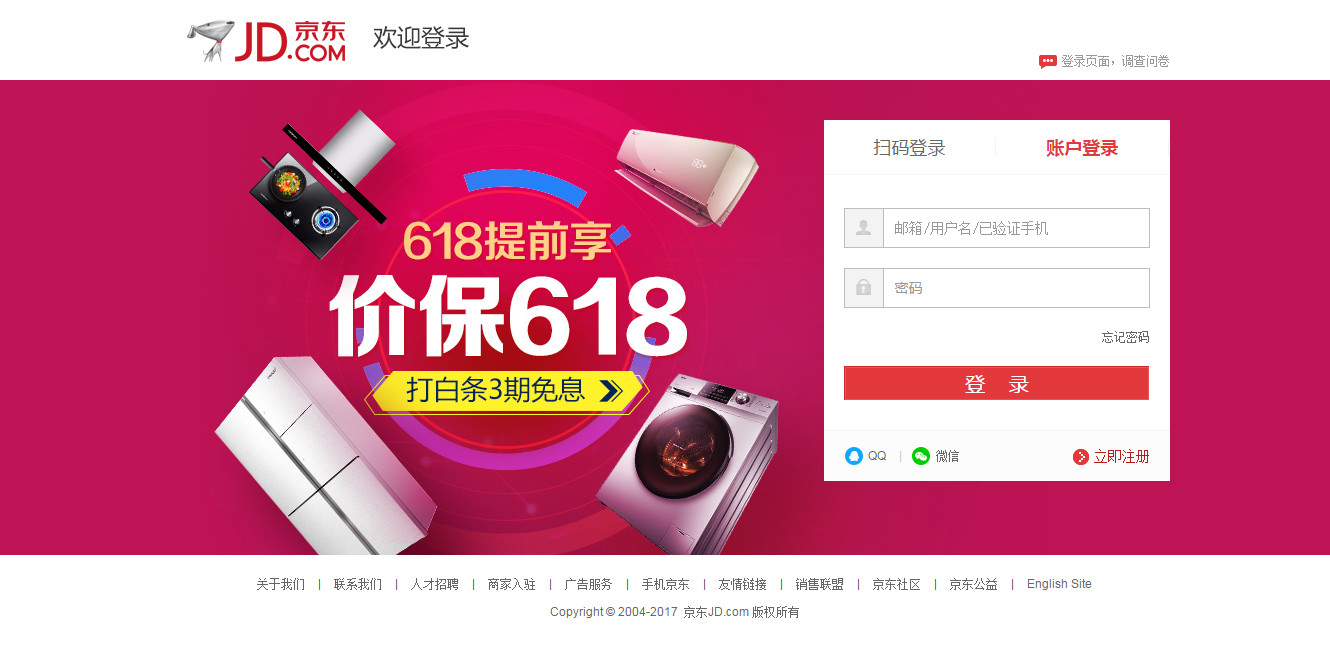 JD.COM 京东 欢迎登录
登录页面，调查问卷
618提前享
价保618
打白条3期免息
扫码登录 账户登录
邮箱/用户名/已验证手机
密码
忘记密码
登 录
QQ | 微信 立即注册
关于我们 | 联系我们 | 人才招聘 | 商家入驻 | 广告服务 | 手机京东 | 友情链接 | 销售联盟 | 京东社区 | 京东公益 | English Site
Copyright © 2004-2017 京东JD.com 版权所有